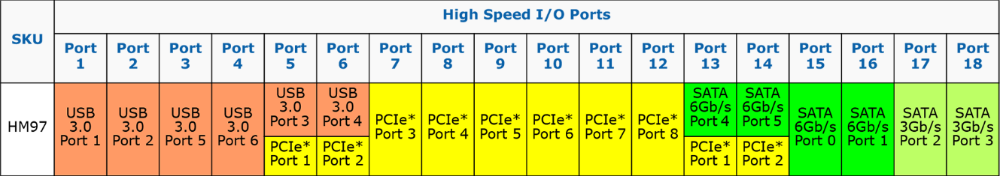 SKU
High Speed I/O Ports
Port 1
Port 2
Port 3
Port 4
Port 5
Port 6
Port 7
Port 8
Port 9
Port 10
Port 11
Port 12
Port 13
Port 14
Port 15
Port 16
Port 17
Port 18
HM97
USB
3.0
Port 1
USB
3.0
Port 2
USB
3.0
Port 5
USB
3.0
Port 6
USB
3.0
Port 3
PCIe*
Port 1
USB
3.0
Port 4
PCIe*
Port 2
PCIe*
Port 3
PCIe*
Port 4
PCIe*
Port 5
PCIe*
Port 6
PCIe*
Port 7
PCIe*
Port 8
SATA
6Gb/s
Port 4
PCIe*
Port 1
SATA
6Gb/s
Port 5
PCIe*
Port 2
SATA
6Gb/s
Port 0
SATA
6Gb/s
Port 1
SATA
3Gb/s
Port 2
SATA
3Gb/s
Port 3